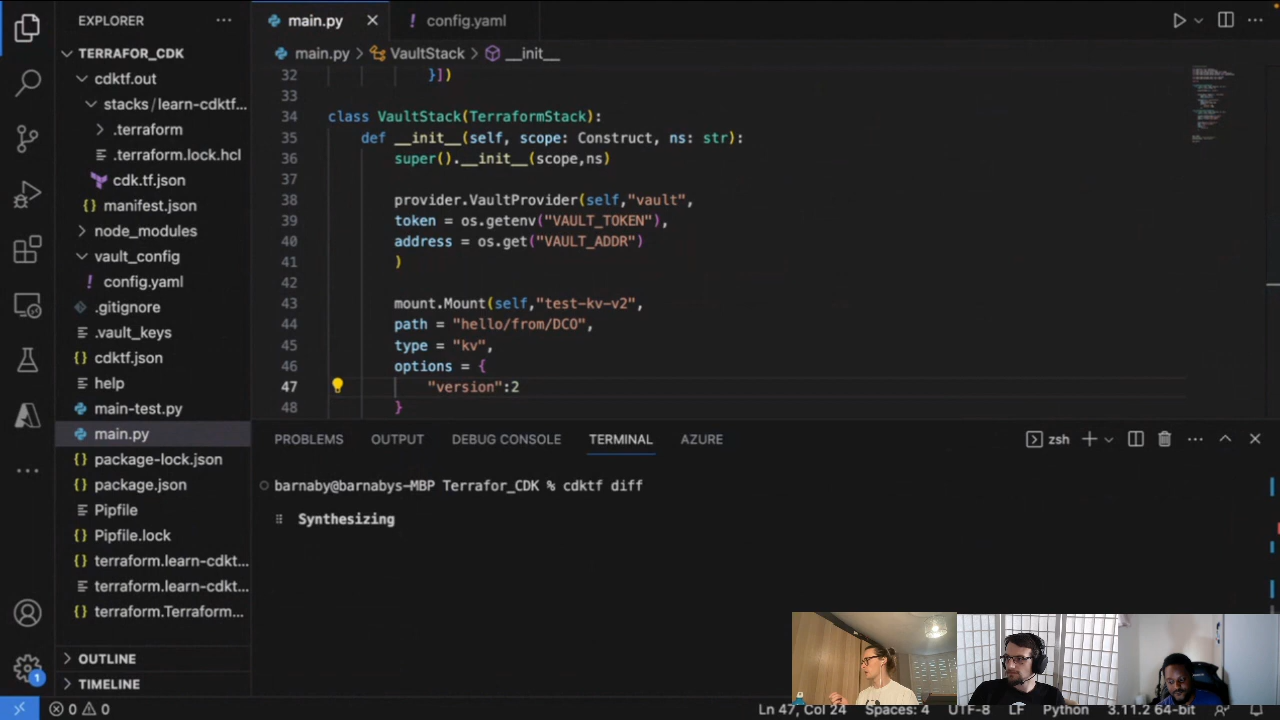 EXPLORER
TERRAFOR_CDK
cdktf.out
stacks / learn-cdktf...
.terraform
.terraform.lock.hcl
cdk.tf.json
manifest.json
node_modules
vault_config
config.yaml
.gitignore
.vault_keys
cdktf.json
help
main-test.py
main.py
package-lock.json
package.json
Pipfile
Pipfile.lock
terraform.learn-cdkt...
terraform.learn-cdkt...
terraform.Terraform...
OUTLINE
TIMELINE
main.py
config.yaml
main.py > VaultStack > __init__
32 }])
33
34 class VaultStack(TerraformStack):
35 def __init__(self, scope: Construct, ns: str):
36 super().__init__(scope,ns)
37
38 provider.VaultProvider(self,"vault",
39 token = os.getenv("VAULT_TOKEN"),
40 address = os.get("VAULT_ADDR")
41 )
42
43 mount.Mount(self,"test-kv-v2",
44 path = "hello/from/DCO",
45 type = "kv",
46 options = {
47 "version":2
48 }
PROBLEMS OUTPUT DEBUG CONSOLE TERMINAL AZURE
zsh
barnaby@barnabys-MBP Terrafor_CDK % cdktf diff
Synthesizing
1
0 0
Ln 47, Col 24 Spaces: 4 UTF-8 LF Python 3.11.2 64-bit